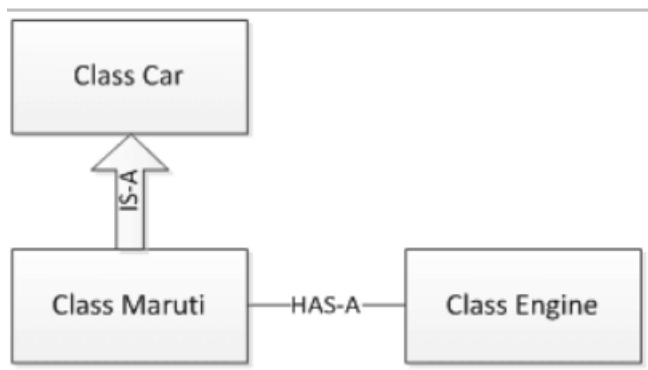 Class Car
IS-A
Class Maruti
HAS-A
Class Engine